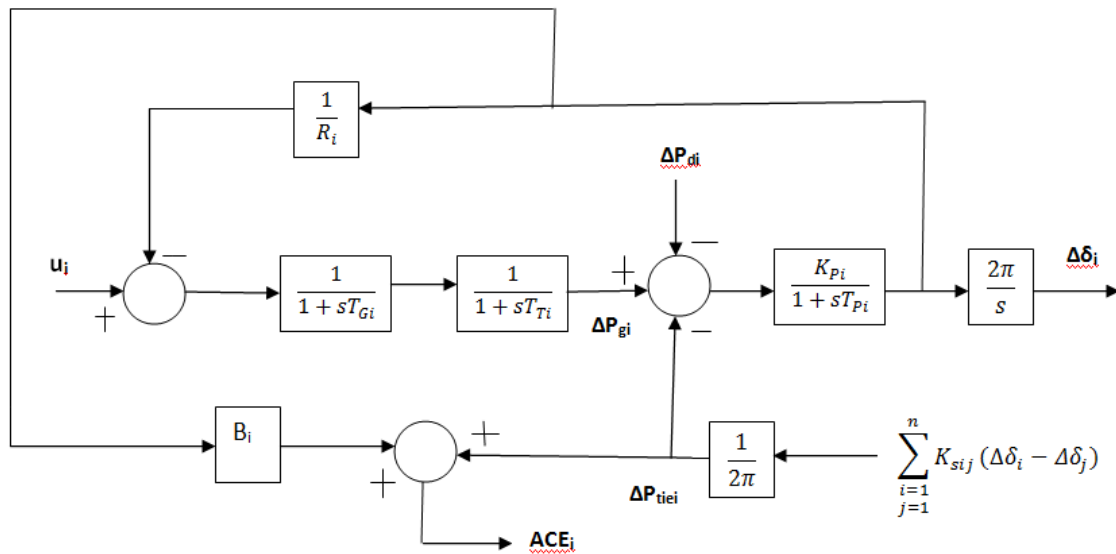 1
R_i
ΔP_di
−
−
u_i
+
1
1 + sT_Gi
1
1 + sT_Ti
+
ΔP_gi
−
K_Pi
1 + sT_Pi
2π
s
Δδ_i
B_i
+
+
ΔP_tiei
1
2π
n
∑ K_sij (Δδ_i − Δδ_j)
i=1
j=1
ACE_i